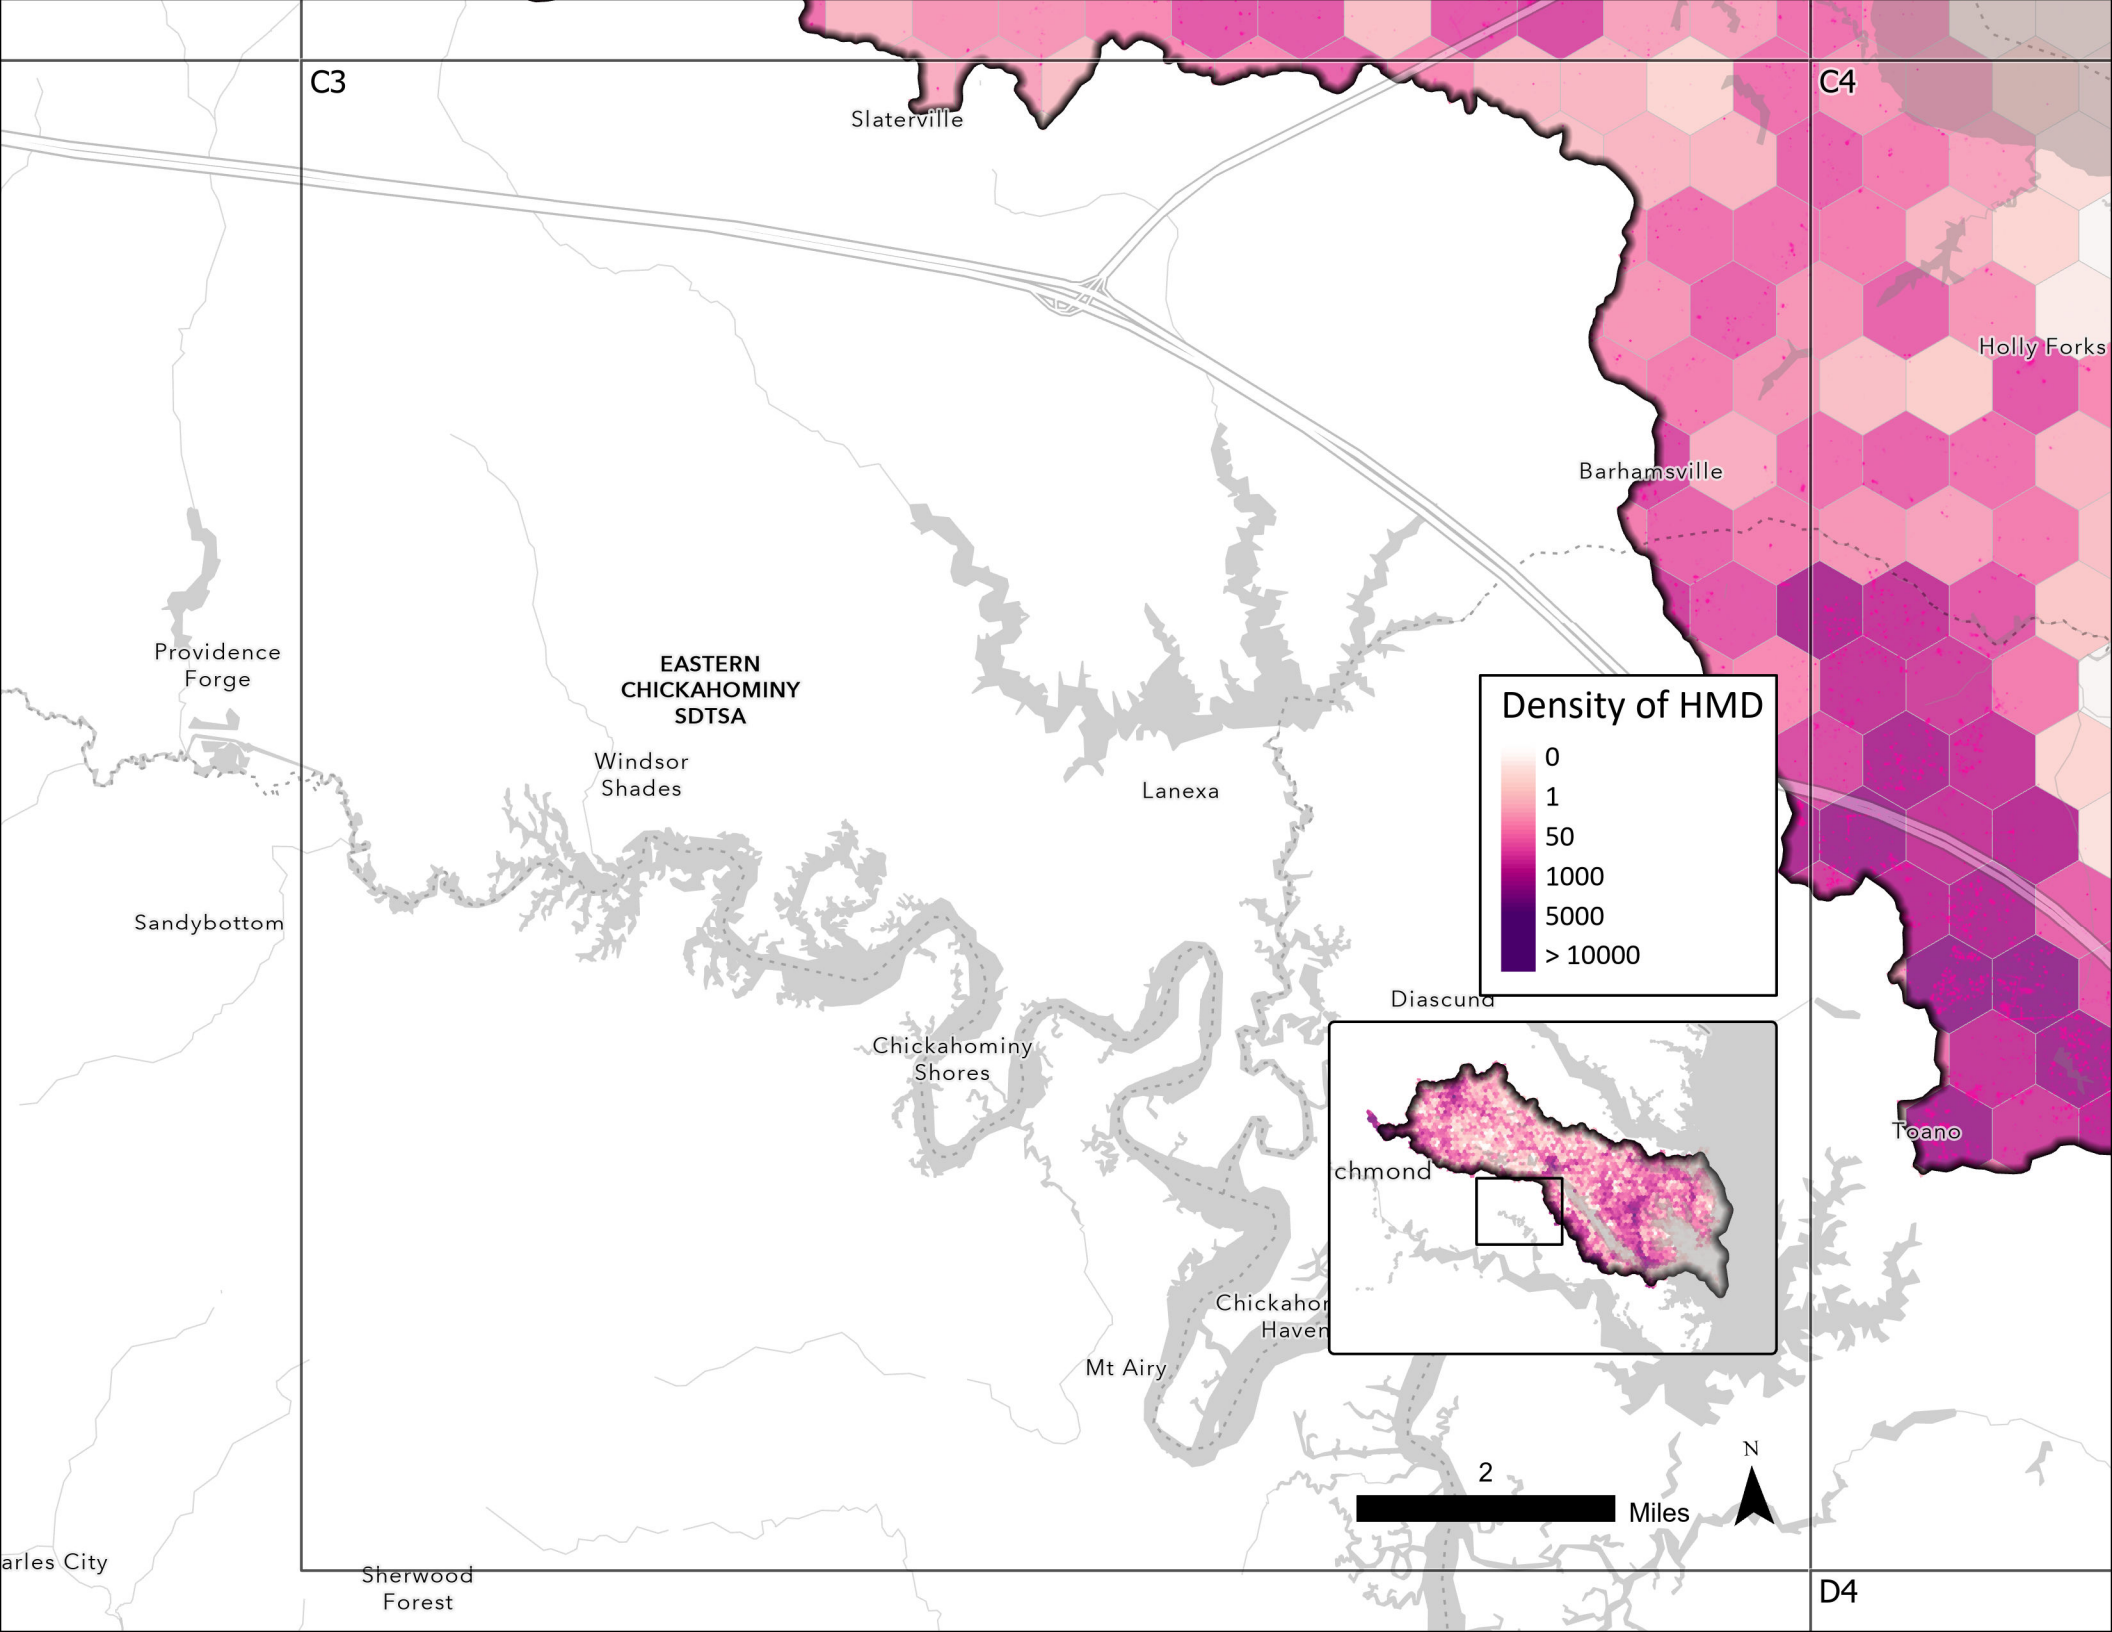 C3
C4
Slaterville
Holly Forks
Barhamsville
Providence
Forge
EASTERN
CHICKAHOMINY
SDTSA
Windsor
Shades
Lanexa
Density of HMD
0
1
50
1000
5000
> 10000
Sandybottom
Diascund
Chickahominy
Shores
Toano
chmond
Chickahor
Haven
Mt Airy
2
Miles
N
arles City
Sherwood
Forest
D4